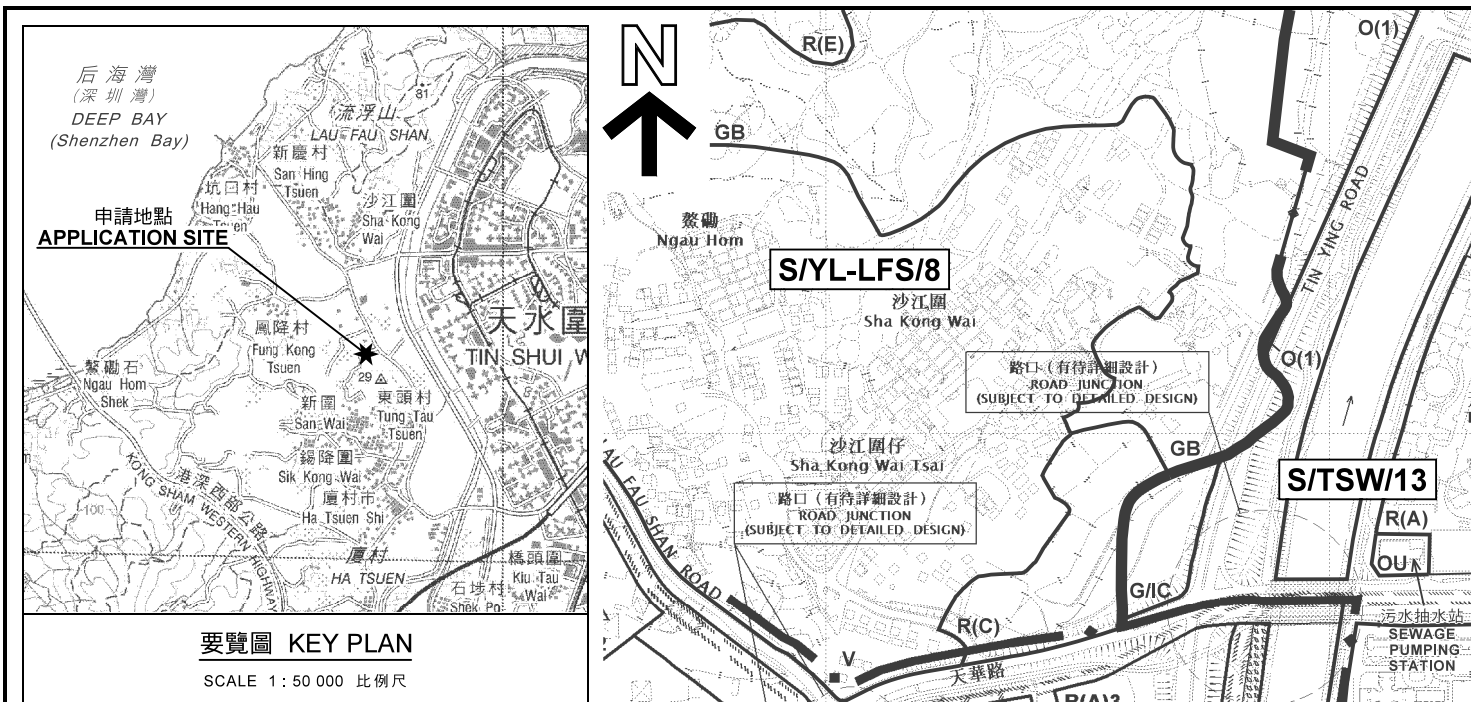 后海灣
(深圳灣)
DEEP BAY
(Shenzhen Bay)
81
流浮山
LAU FAU SHAN
新慶村
San Hing
Tsuen
坑口村
Hang Hau
Tsuen
沙江圍
Sha Kong
Wai
申請地點
APPLICATION SITE
天水圍
TIN SHUI W
鳳降村
Fung Kong
Tsuen
29
鰲磡石
Ngau Hom
Shek
東頭村
Tung Tau
Tsuen
新圍
San Wai
錫降圍
Sik Kong Wai
廈村市
Ha Tsuen Shi
港深西部公路
KONG SHAM WESTERN HIGHWAY
100
廈村
HA TSUEN
橋頭圍
Kiu Tau
Wai
石埗村
Shek Po
要覽圖 KEY PLAN
SCALE 1 : 50 000 比例尺
N
R(E)
O(1)
GB
鰲磡
Ngau Hom
S/YL-LFS/8
沙江圍
Sha Kong Wai
TIN YING ROAD
路口（有待詳細設計）
ROAD JUNCTION
(SUBJECT TO DETAILED DESIGN)
O(1)
沙江圍仔
Sha Kong Wai Tsai
GB
S/TSW/13
路口（有待詳細設計）
ROAD JUNCTION
(SUBJECT TO DETAILED DESIGN)
AU FAU SHAN ROAD
R(A)
OU
G/IC
R(C)
污水抽水站
SEWAGE
PUMPING
STATION
V
天華路
R(A)3